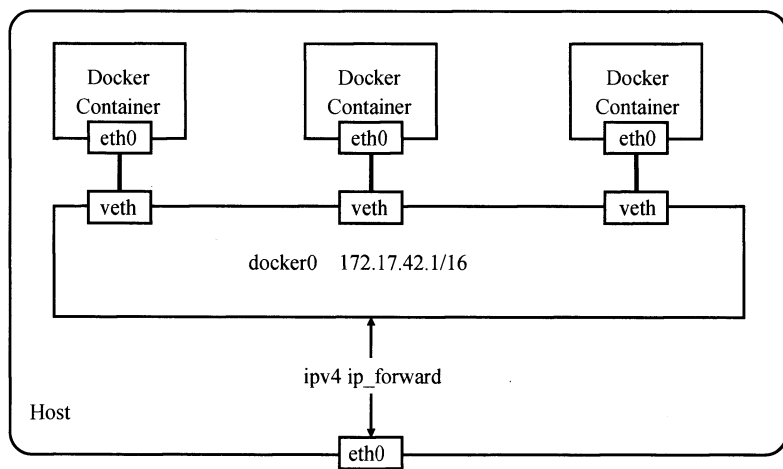 Docker
Container
eth0
Docker
Container
eth0
Docker
Container
eth0
veth
veth
veth
docker0 172.17.42.1/16
ipv4 ip_forward
Host
eth0